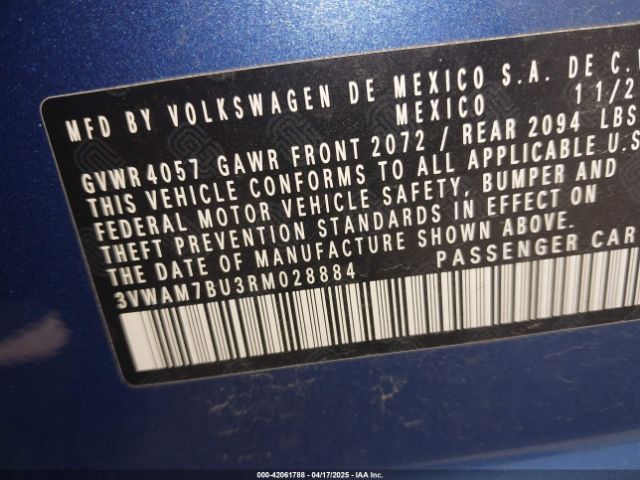 MFD BY VOLKSWAGEN DE MEXICO S.A. DE C.V
MEXICO 11/2
GVWR4057 GAWR FRONT 2072 / REAR 2094 LBS
THIS VEHICLE CONFORMS TO ALL APPLICABLE U.S
FEDERAL MOTOR VEHICLE SAFETY, BUMPER AND
THEFT PREVENTION STANDARDS IN EFFECT ON
THE DATE OF MANUFACTURE SHOWN ABOVE.
3VWAM7BU3RM028884 PASSENGER CAR
000-42061788 - 04/17/2025 - IAA Inc.